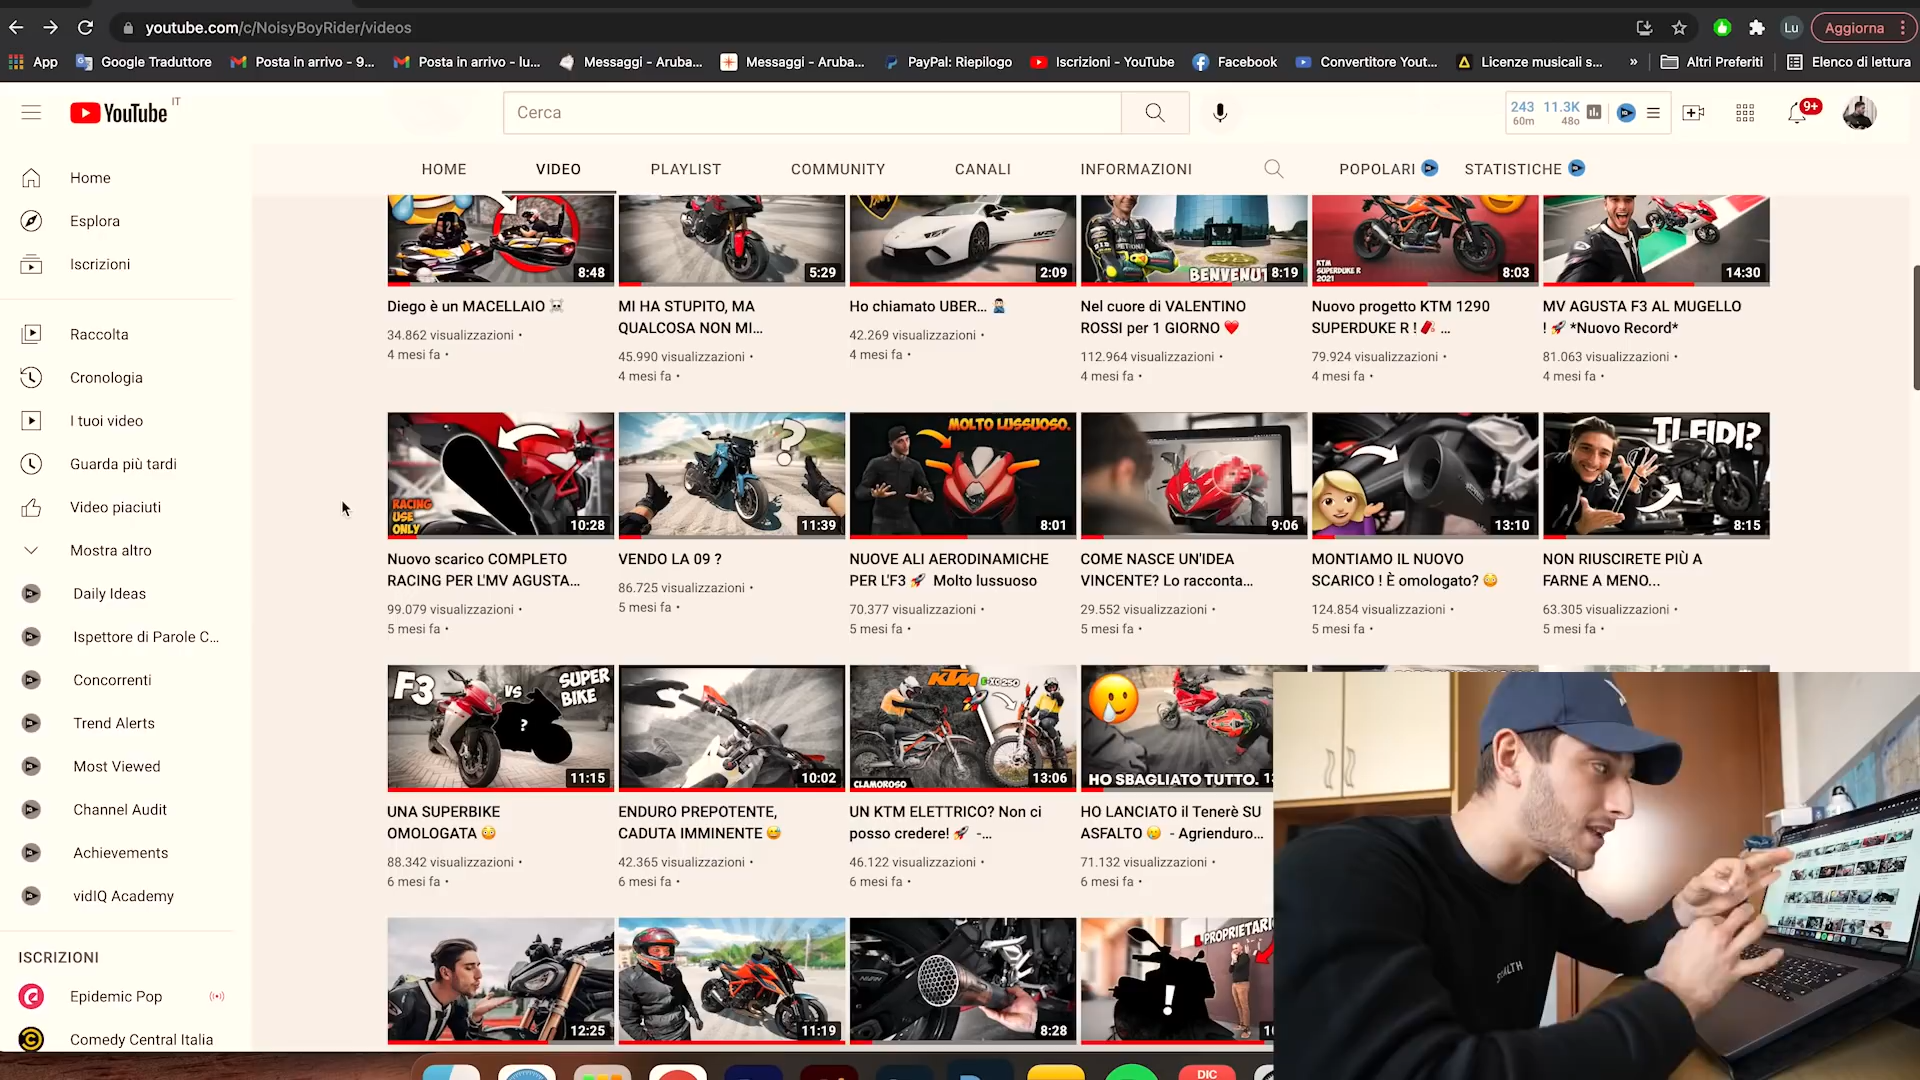 youtube.com/c/NoisyBoyRider/videos
Lu
Aggiorna
App
Google Traduttore
Posta in arrivo - 9...
Posta in arrivo - lu...
Messaggi - Aruba...
Messaggi - Aruba...
PayPal: Riepilogo
Iscrizioni - YouTube
Facebook
Convertitore Yout...
Licenze musicali s...
»
Altri Preferiti
Elenco di lettura
YouTube IT
Cerca
243 11.3K
60m 48o
9+
HOME
VIDEO
PLAYLIST
COMMUNITY
CANALI
INFORMAZIONI
POPOLARI
STATISTICHE
Home
Esplora
Iscrizioni
Raccolta
Cronologia
I tuoi video
Guarda più tardi
Video piaciuti
Mostra altro
Daily Ideas
Ispettore di Parole C...
Concorrenti
Trend Alerts
Most Viewed
Channel Audit
Achievements
vidIQ Academy
ISCRIZIONI
Epidemic Pop
Comedy Central Italia
8:48
5:29
2:09
BENVENUT 8:19
KTM
SUPERDUKE R
2021
8:03
14:30
Diego è un MACELLAIO ☠️
34.862 visualizzazioni •
4 mesi fa •
MI HA STUPITO, MA
QUALCOSA NON MI...
45.990 visualizzazioni •
4 mesi fa •
Ho chiamato UBER... 🤦🏻‍♂️
42.269 visualizzazioni •
4 mesi fa •
Nel cuore di VALENTINO
ROSSI per 1 GIORNO ❤️
112.964 visualizzazioni •
4 mesi fa •
Nuovo progetto KTM 1290
SUPERDUKE R ! 🧨 ...
79.924 visualizzazioni •
4 mesi fa •
MV AGUSTA F3 AL MUGELLO
! 🚀 *Nuovo Record*
81.063 visualizzazioni •
4 mesi fa •
RACING
USE
ONLY
10:28
?
11:39
MOLTO LUSSUOSO.
8:01
9:06
13:10
TI FIDI?
8:15
Nuovo scarico COMPLETO
RACING PER L'MV AGUSTA...
99.079 visualizzazioni •
5 mesi fa •
VENDO LA 09 ?
86.725 visualizzazioni •
5 mesi fa •
NUOVE ALI AERODINAMICHE
PER L'F3 🚀 Molto lussuoso
70.377 visualizzazioni •
5 mesi fa •
COME NASCE UN'IDEA
VINCENTE? Lo racconta...
29.552 visualizzazioni •
5 mesi fa •
MONTIAMO IL NUOVO
SCARICO ! È omologato? 😳
124.854 visualizzazioni •
5 mesi fa •
NON RIUSCIRETE PIÙ A
FARNE A MENO...
63.305 visualizzazioni •
5 mesi fa •
F3 VS SUPER
BIKE
?
11:15
10:02
KTM
CLAMOROSO
13:06
HO SBAGLIATO TUTTO.
UNA SUPERBIKE
OMOLOGATA 😳
88.342 visualizzazioni •
6 mesi fa •
ENDURO PREPOTENTE,
CADUTA IMMINENTE 😅
42.365 visualizzazioni •
6 mesi fa •
UN KTM ELETTRICO? Non ci
posso credere! 🚀 -...
46.122 visualizzazioni •
6 mesi fa •
HO LANCIATO il Tenerè SU
ASFALTO 🥲 - Agrienduro...
71.132 visualizzazioni •
6 mesi fa •
12:25
11:19
8:28
PROPRIETARI
!
STEALTH
DIC